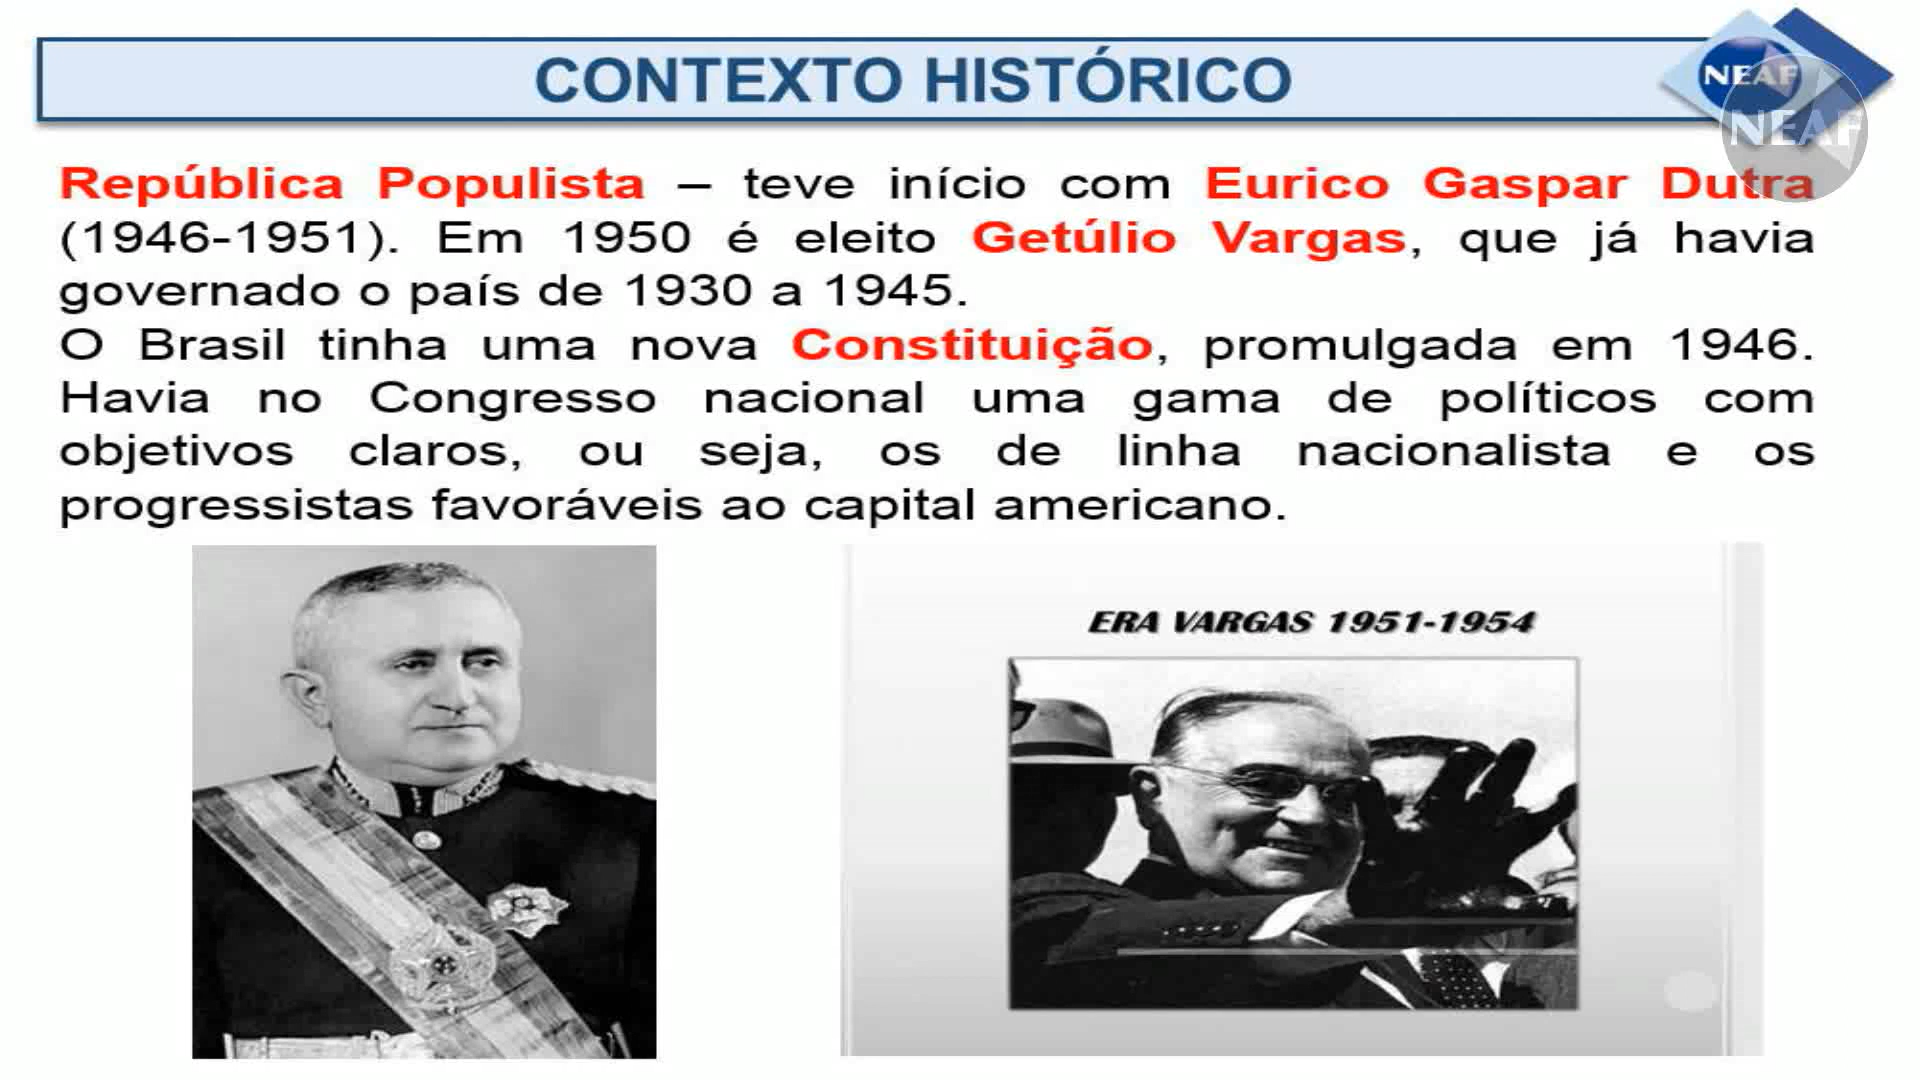 CONTEXTO HISTÓRICO
NEAF
NEAF
República Populista – teve início com Eurico Gaspar Dutra
(1946-1951). Em 1950 é eleito Getúlio Vargas, que já havia
governado o país de 1930 a 1945.
O Brasil tinha uma nova Constituição, promulgada em 1946.
Havia no Congresso nacional uma gama de políticos com
objetivos claros, ou seja, os de linha nacionalista e os
progressistas favoráveis ao capital americano.
ERA VARGAS 1951-1954